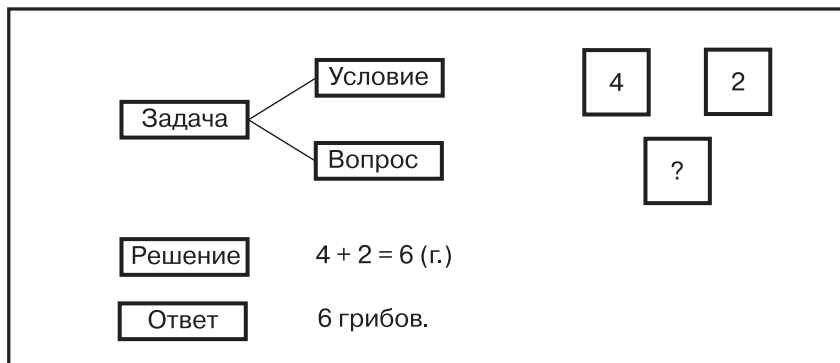 Условие
4 2
Задача
Вопрос
?
Решение 4 + 2 = 6 (г.)
Ответ 6 грибов.